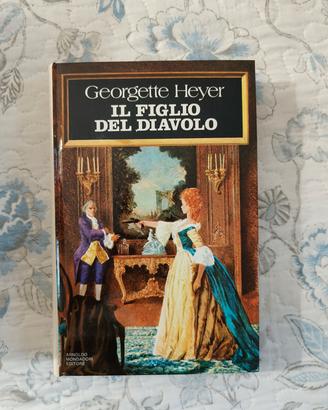 Georgette Heyer
IL FIGLIO
DEL DIAVOLO
ARNOLDO
MONDADORI
EDITORE